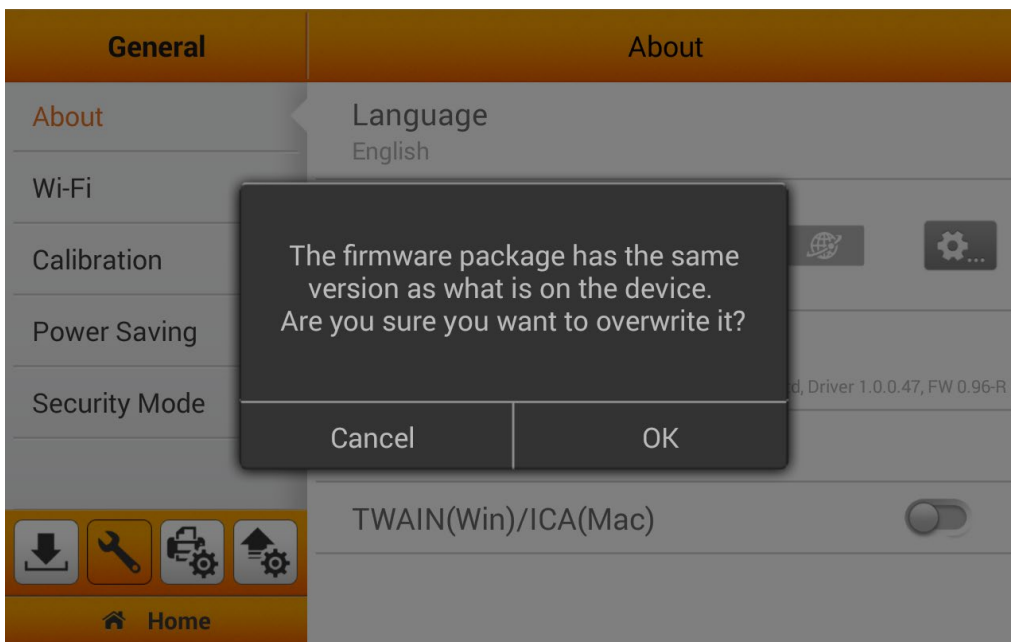 General
About
About
Wi-Fi
Calibration
Power Saving
Security Mode
Home
Language
English
d, Driver 1.0.0.47, FW 0.96-R
TWAIN(Win)/ICA(Mac)
The firmware package has the same
version as what is on the device.
Are you sure you want to overwrite it?
Cancel
OK